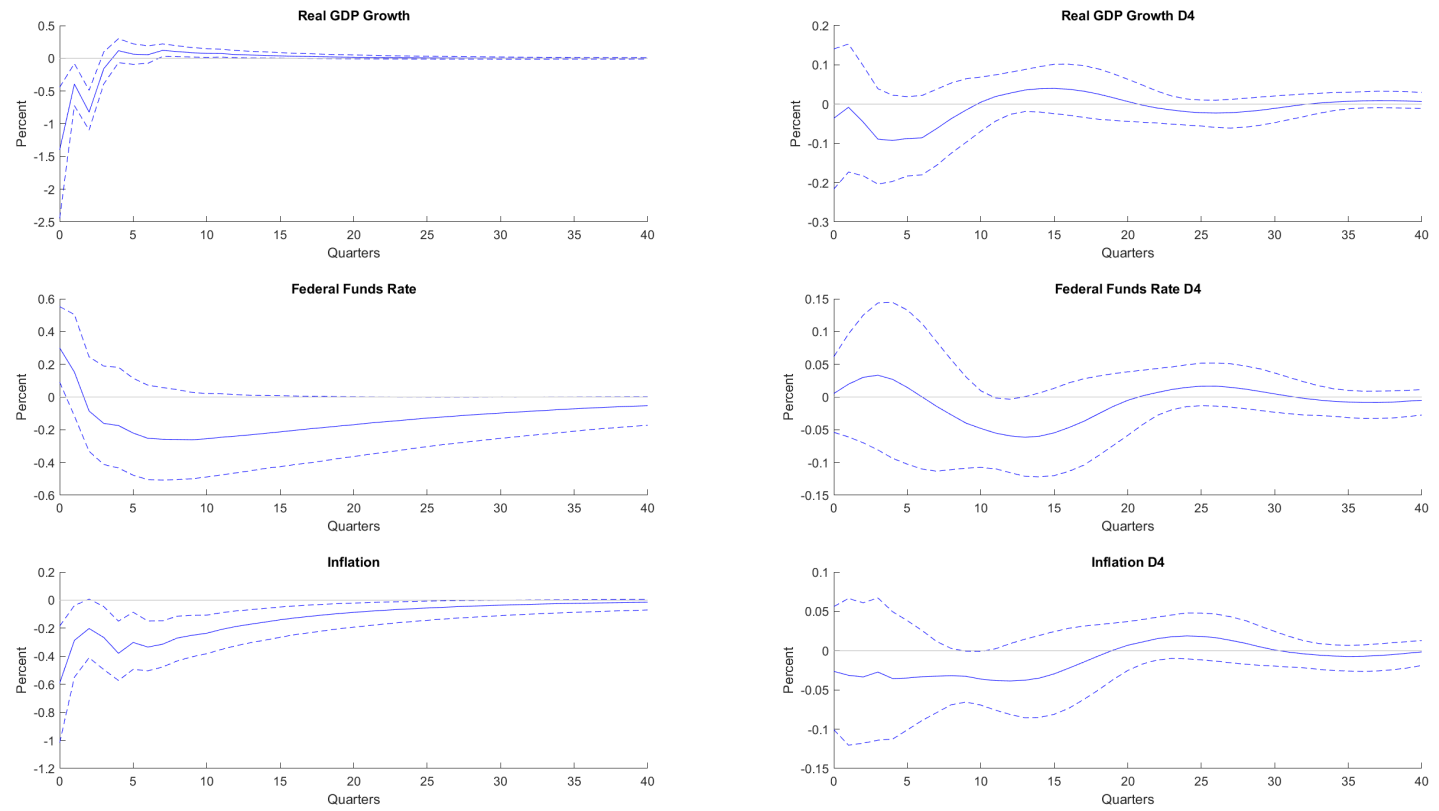 Real GDP Growth
0.5
0
-0.5
-1
-1.5
-2
-2.5
Percent
0 5 10 15 20 25 30 35 40
Quarters
Real GDP Growth D4
0.2
0.1
0
-0.1
-0.2
-0.3
Percent
0 5 10 15 20 25 30 35 40
Quarters
Federal Funds Rate
0.6
0.4
0.2
0
-0.2
-0.4
-0.6
Percent
0 5 10 15 20 25 30 35 40
Quarters
Federal Funds Rate D4
0.15
0.1
0.05
0
-0.05
-0.1
-0.15
Percent
0 5 10 15 20 25 30 35 40
Quarters
Inflation
0.2
0
-0.2
-0.4
-0.6
-0.8
-1
-1.2
Percent
0 5 10 15 20 25 30 35 40
Quarters
Inflation D4
0.1
0.05
0
-0.05
-0.1
-0.15
Percent
0 5 10 15 20 25 30 35 40
Quarters